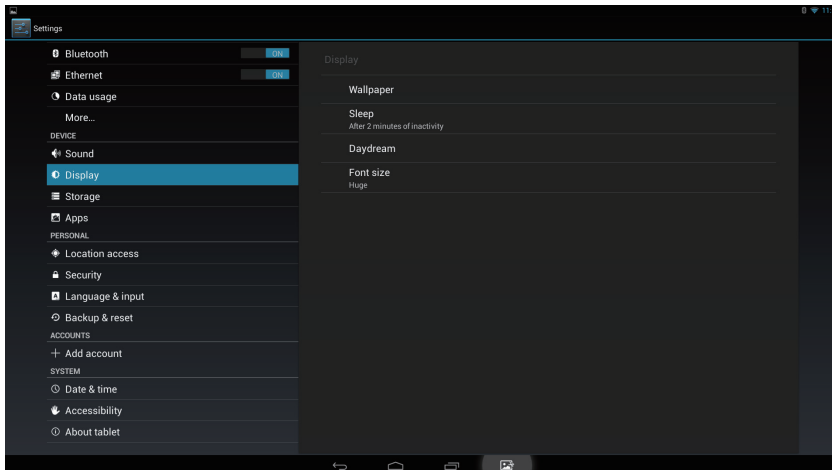 11:
Settings
Bluetooth ON
Ethernet ON
Data usage
More...
DEVICE
Sound
Display
Storage
Apps
PERSONAL
Location access
Security
A Language & input
Backup & reset
ACCOUNTS
Add account
SYSTEM
Date & time
Accessibility
About tablet
Display
Wallpaper
Sleep
After 2 minutes of inactivity
Daydream
Font size
Huge